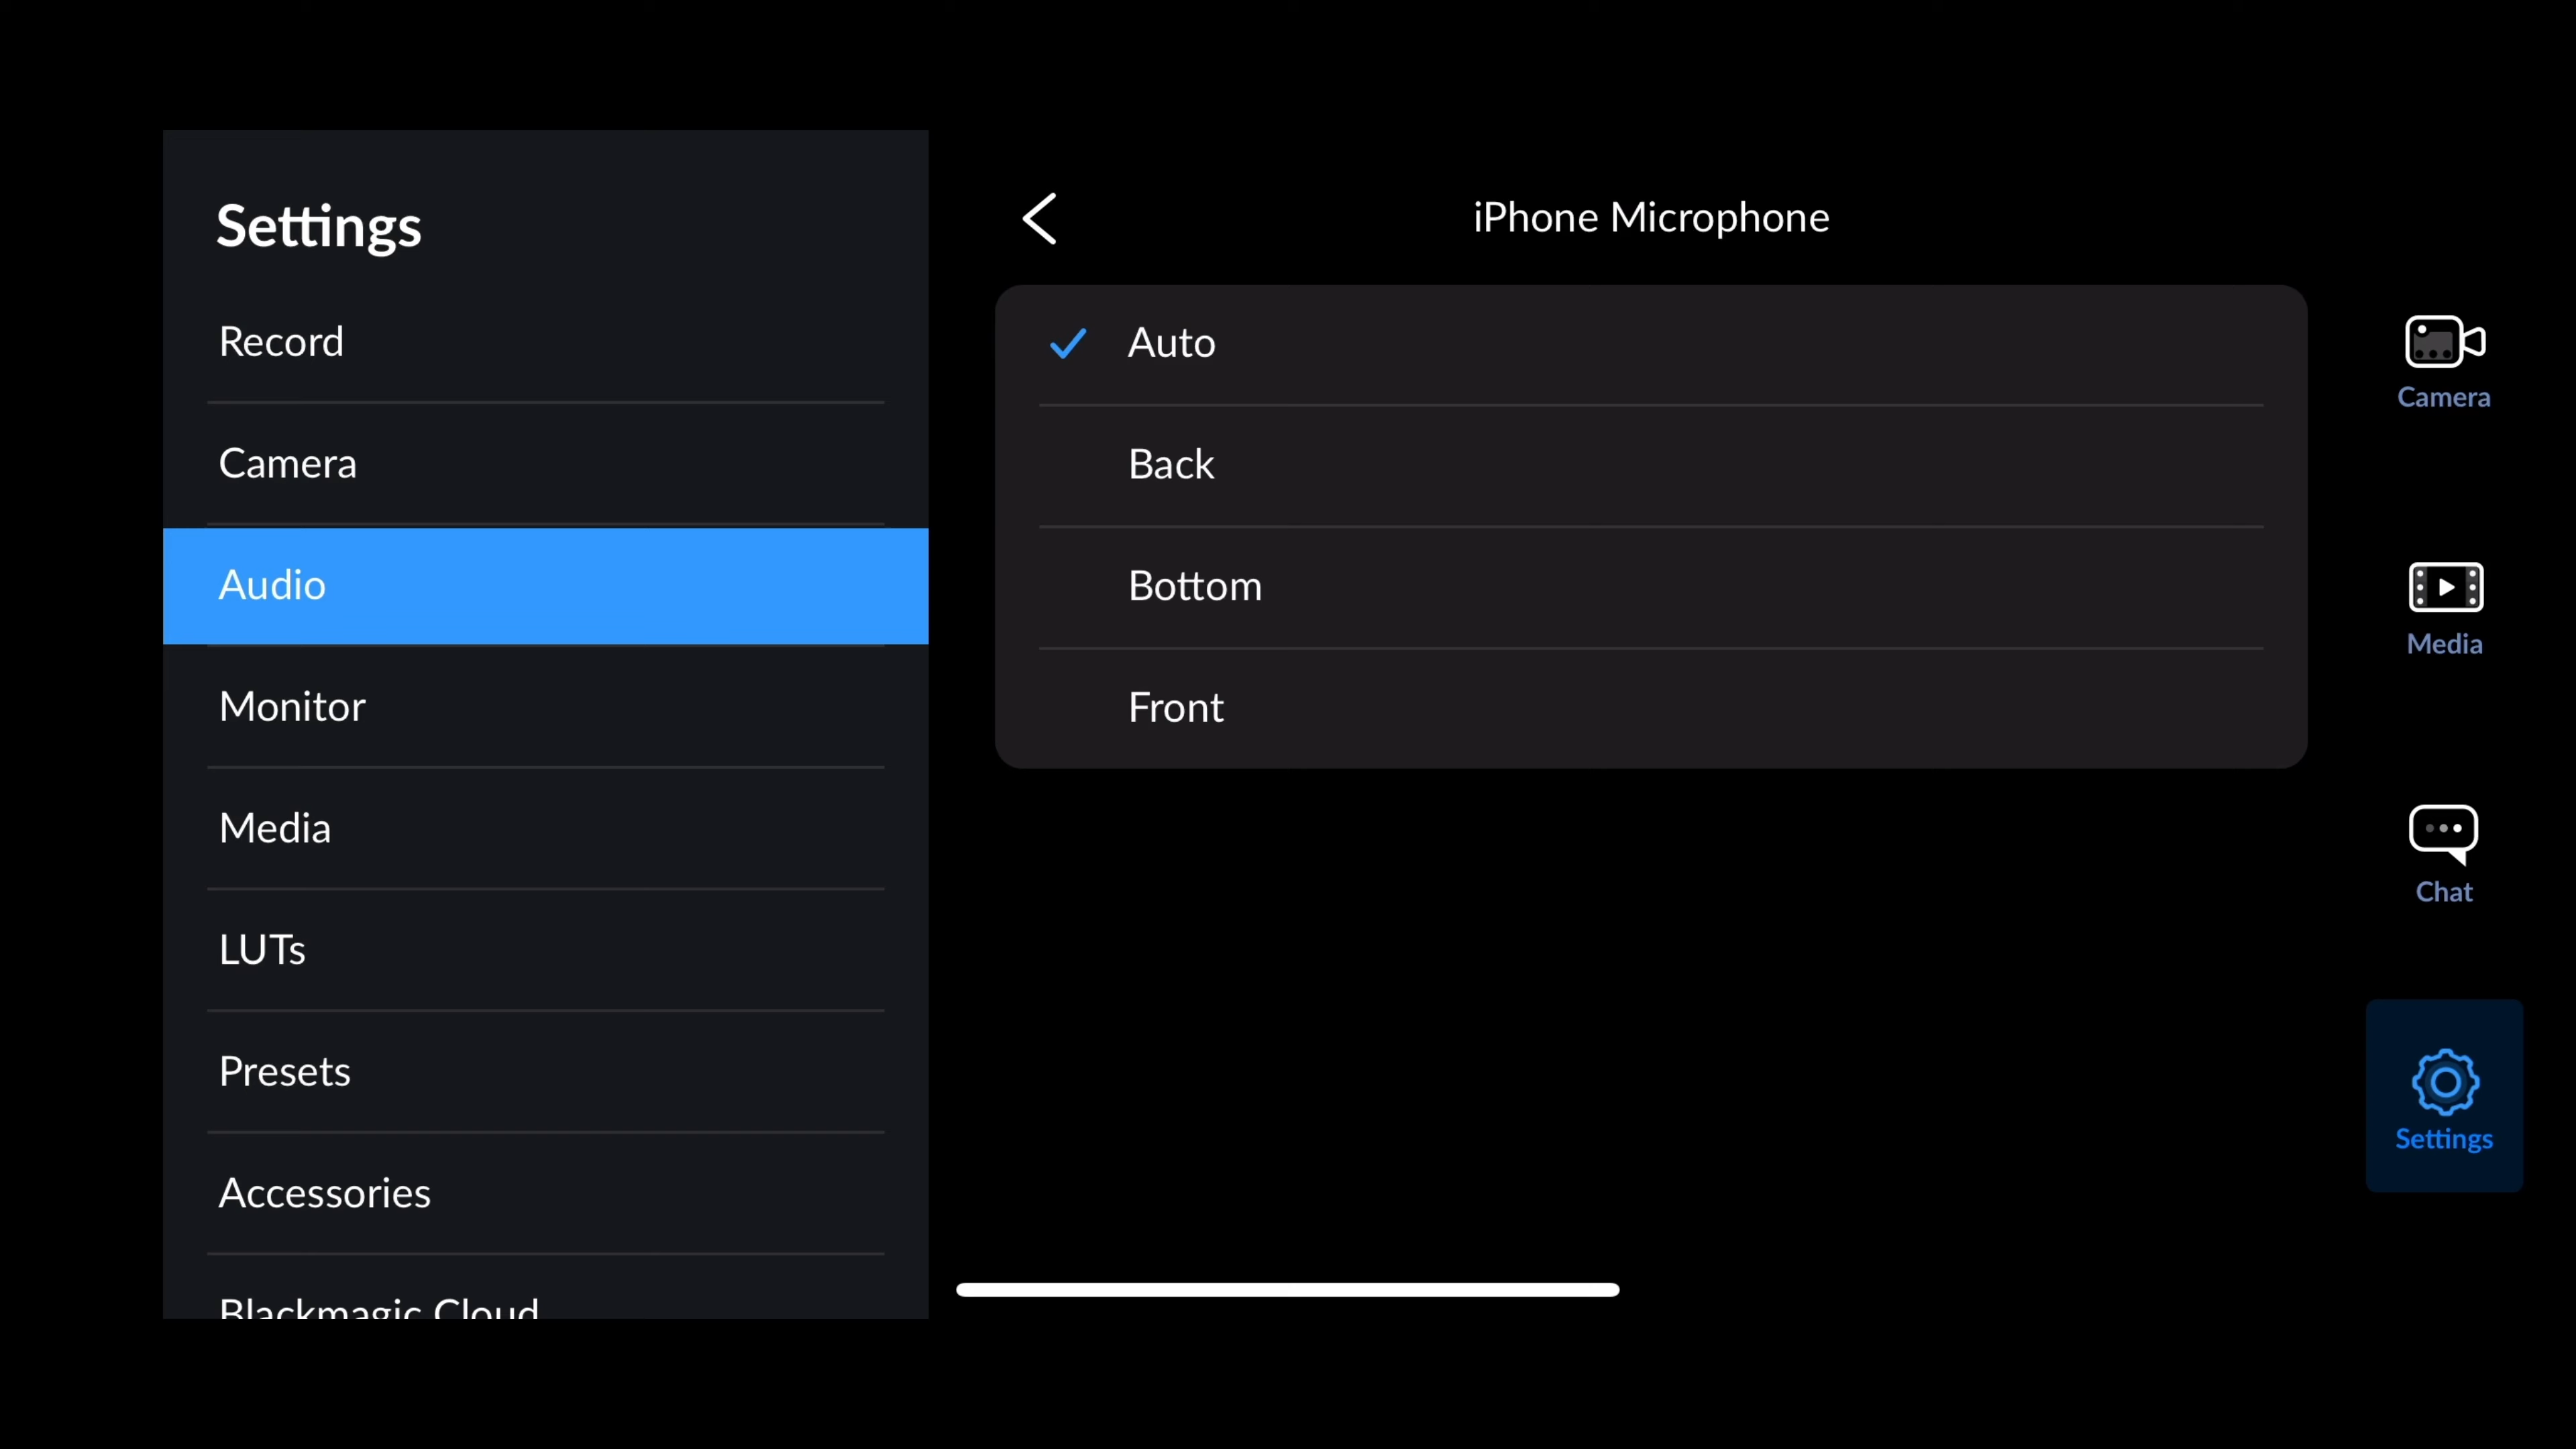 Settings
Record
Camera
Audio
Monitor
Media
LUTs
Presets
Accessories
Blackmagic Cloud
iPhone Microphone
Auto
Back
Bottom
Front
Camera
Media
Chat
Settings